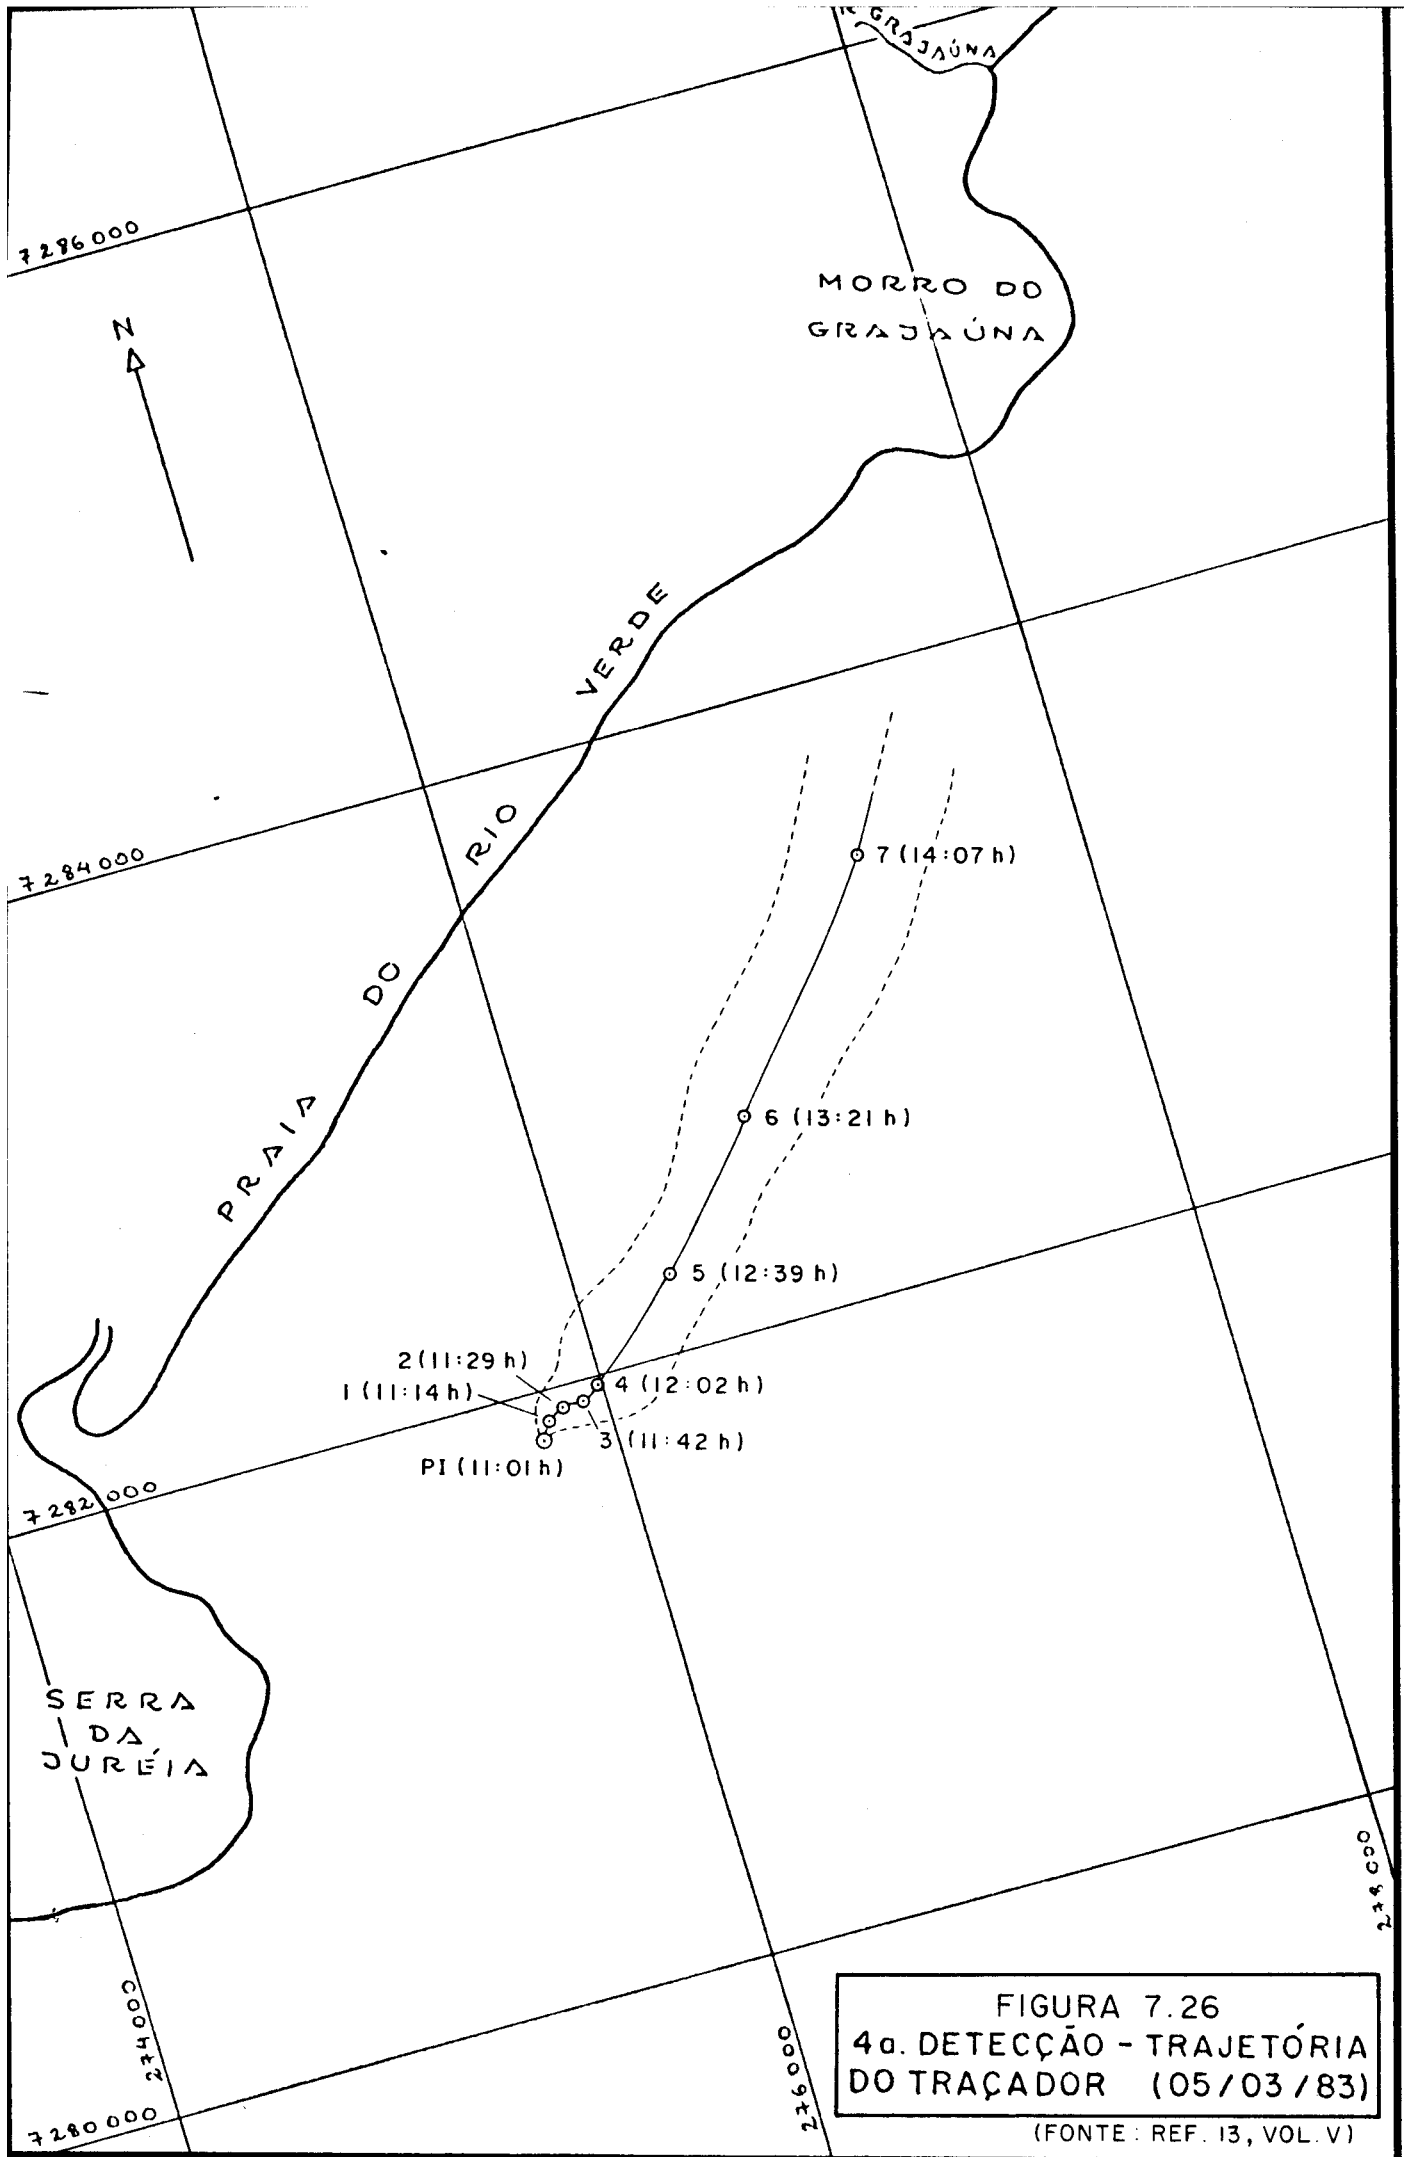 R. GRAJAÚNA
7286000
N
MORRO DO
GRAJAÚNA
PRAIA DO RIO VERDE
7284000
7 (14:07 h)
6 (13:21 h)
5 (12:39 h)
2 (11:29 h)
1 (11:14 h)
4 (12:02 h)
3 (11:42 h)
PI (11:01 h)
7282000
SERRA
DA
JURÉIA
278000
274000
276000
7280000
FIGURA 7.26
4a. DETECÇÃO - TRAJETÓRIA
DO TRAÇADOR (05/03/83)
(FONTE: REF. 13, VOL. V)